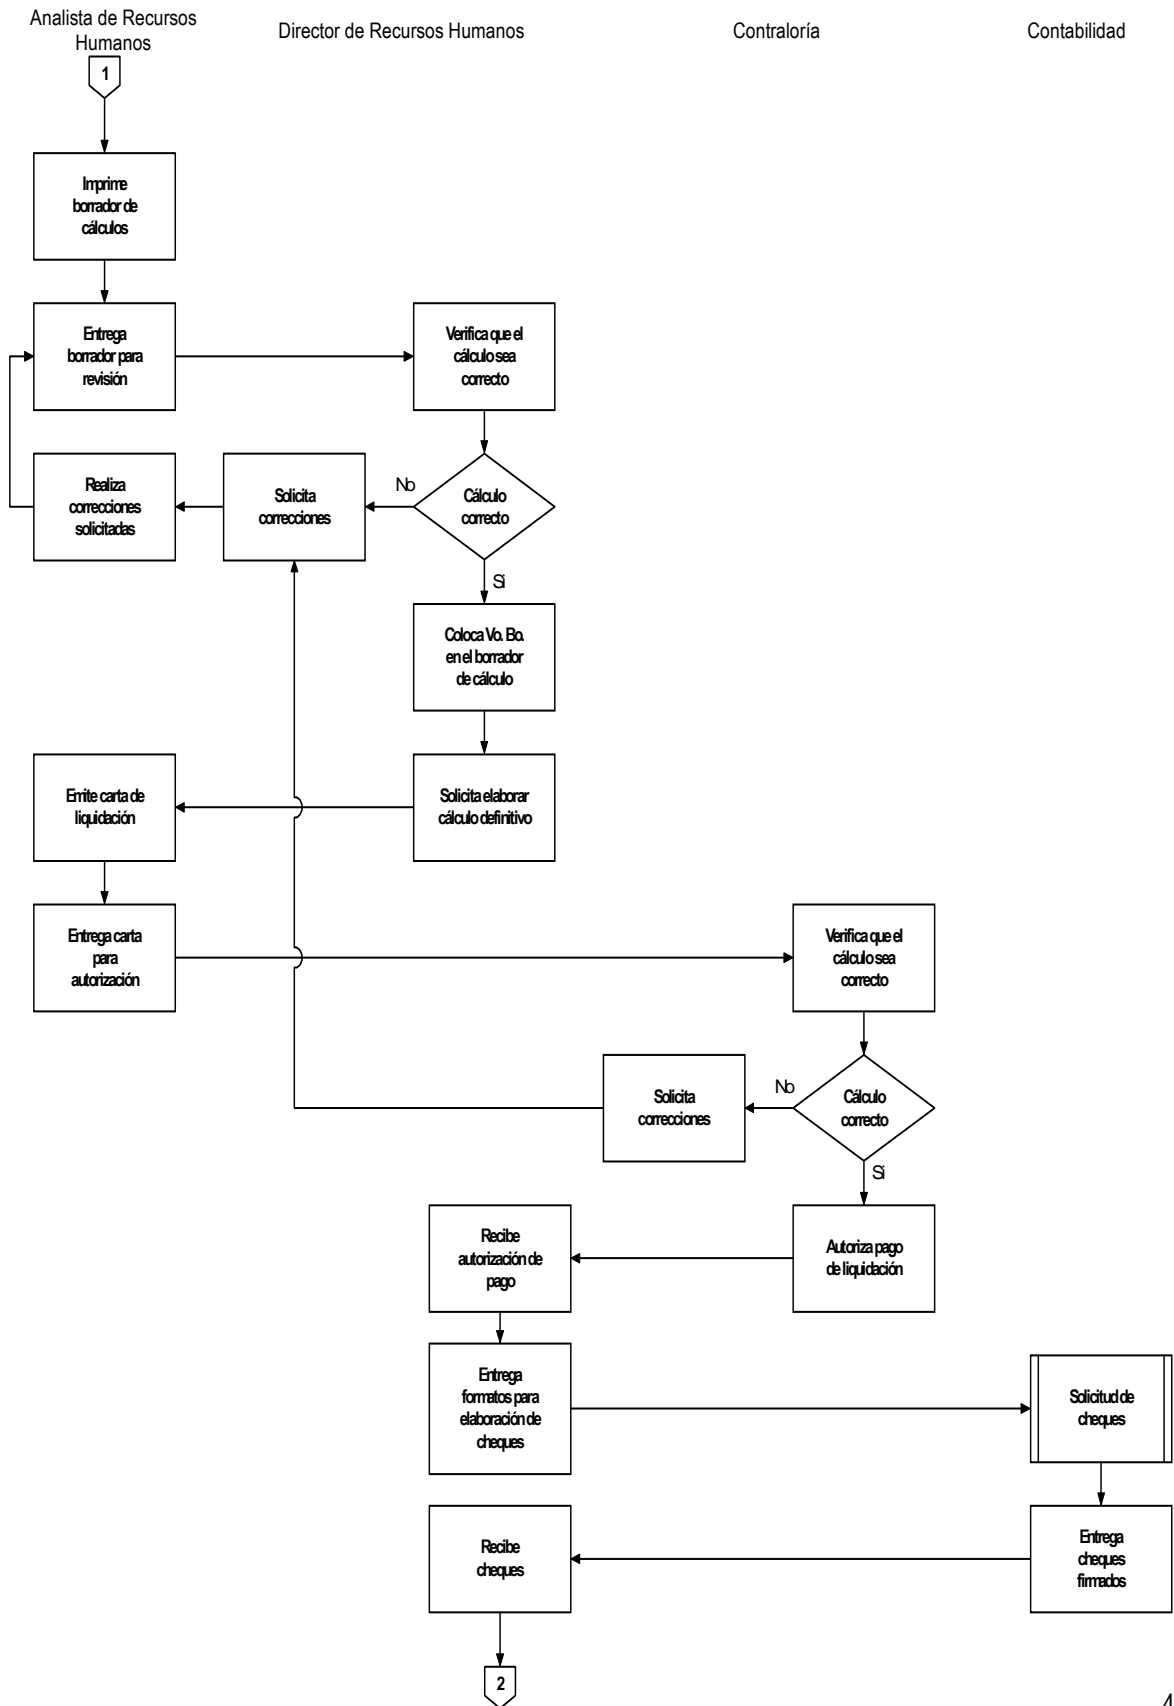 Analista de Recursos
Humanos
Director de Recursos Humanos
Contraloría
Contabilidad
1
Imprime
borrador de
cálculos
Entrega
borrador para
revisión
Verifica que el
cálculo sea
correcto
Realiza
correcciones
solicitadas
Solicita
correcciones
No
Cálculo
correcto
Si
Coloca Vo. Bo.
en el borrador
de cálculo
Emite carta de
liquidación
Solicita elaborar
cálculo definitivo
Entrega carta
para
autorización
Verifica que el
cálculo sea
correcto
Solicita
correcciones
No
Cálculo
correcto
Si
Recibe
autorización de
pago
Autoriza pago
de liquidación
Entrega
formatos para
elaboración de
cheques
Solicitud de
cheques
Recibe
cheques
Entrega
cheques
firmados
2
4